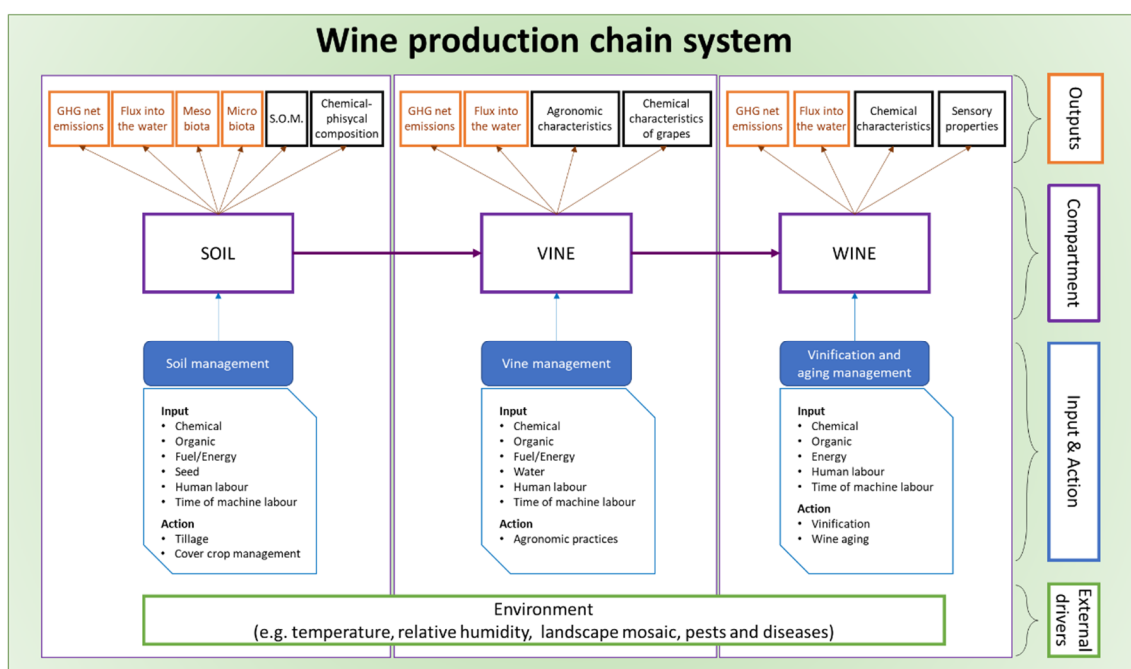 Wine production chain system
GHG net
emissions
Flux into
the water
Meso
biota
Micro
biota
S.O.M.
Chemical-
phisycal
composition
GHG net
emissions
Flux into
the water
Agronomic
characteristics
Chemical
characteristics
of grapes
GHG net
emissions
Flux into
the water
Chemical
characteristics
Sensory
properties
Outputs
SOIL
VINE
WINE
Compartment
Soil management
Input
• Chemical
• Organic
• Fuel/Energy
• Seed
• Human labour
• Time of machine labour
Action
• Tillage
• Cover crop management
Vine management
Input
• Chemical
• Organic
• Fuel/Energy
• Water
• Human labour
• Time of machine labour
Action
• Agronomic practices
Vinification and
aging management
Input
• Chemical
• Organic
• Energy
• Human labour
• Time of machine labour
Action
• Vinification
• Wine aging
Input & Action
Environment
(e.g. temperature, relative humidity, landscape mosaic, pests and diseases)
External
drivers